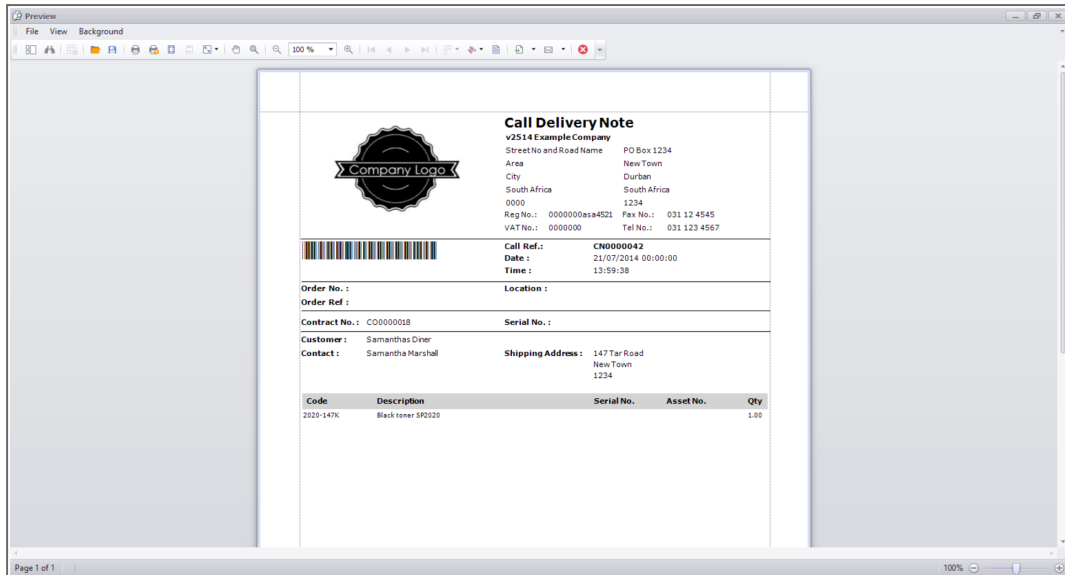 Preview
File View Background
100 %
Company Logo
Call Delivery Note
v2514 Example Company
Street No and Road Name PO Box 1234
Area New Town
City Durban
South Africa South Africa
0000 1234
Reg No.: 0000000asa4521 Fax No.: 031 12 4545
VAT No.: 0000000 Tel No.: 031 123 4567
Call Ref.: CN0000042
Date : 21/07/2014 00:00:00
Time : 13:59:38
Order No. : Location :
Order Ref :
Contract No. : CO0000018 Serial No. :
Customer : Samanthas Diner
Contact : Samantha Marshall Shipping Address : 147 Tar Road
New Town
1234
Code Description Serial No. Asset No. Qty
2020-147K Black toner SP2020 1.00
Page 1 of 1 100%